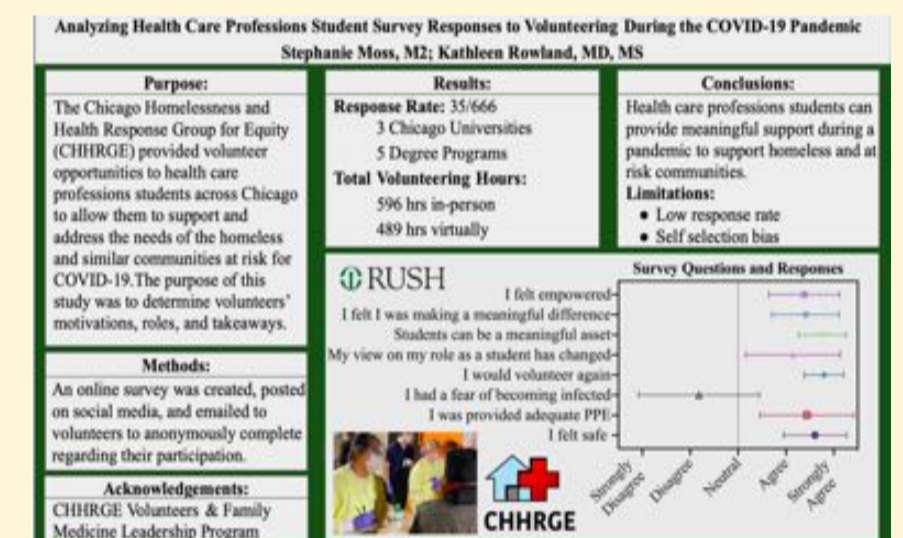 Analyzing Health Care Professions Student Survey Responses to Volunteering During the COVID-19 Pandemic
Stephanie Moss, M2; Kathleen Rowland, MD, MS
Purpose:
The Chicago Homelessness and
Health Response Group for Equity
(CHHRGE) provided volunteer
opportunities to health care
professions students across Chicago
to allow them to support and
address the needs of the homeless
and similar communities at risk for
COVID-19.The purpose of this
study was to determine volunteers'
motivations, roles, and takeaways.
Methods:
An online survey was created, posted
on social media, and emailed to
volunteers to anonymously complete
regarding their participation.
Acknowledgements:
CHHRGE Volunteers & Family
Medicine Leadership Program
Results:
Response Rate: 35/666
3 Chicago Universities
5 Degree Programs
Total Volunteering Hours:
596 hrs in-person
489 hrs virtually
Conclusions:
Health care professions students can
provide meaningful support during a
pandemic to support homeless and at
risk communities.
Limitations:
● Low response rate
● Self selection bias
RUSH
Survey Questions and Responses
I felt empowered
I felt I was making a meaningful difference
Students can be a meaningful asset
My view on my role as a student has changed
I would volunteer again
I had a fear of becoming infected
I was provided adequate PPE
I felt safe
Strongly
Disagree
Disagree
Neutral
Agree
Strongly
Agree
CHHRGE